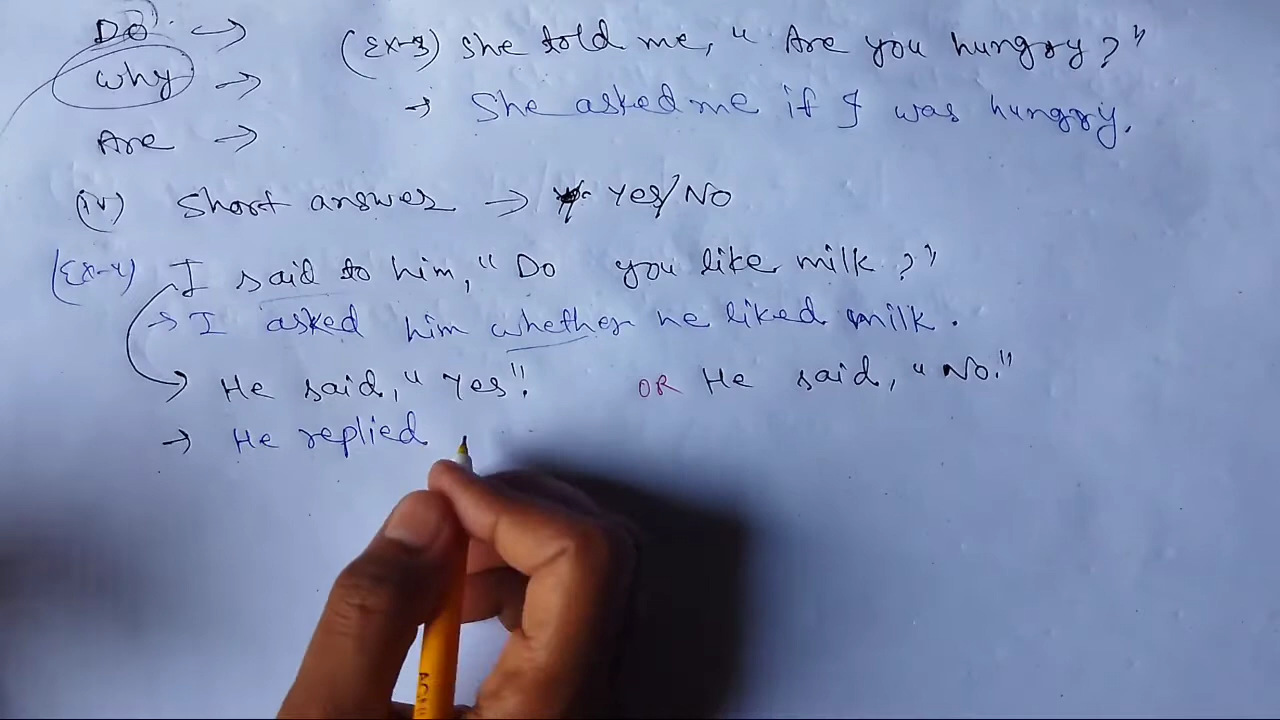 Do →
(Ex-3) She told me, "Are you hungry?"
Why →
→ She asked me if I was hungry.
Are →
(iv) Short answer → Yes/No
(Ex-4) I said to him, "Do you like milk?"
→ I asked him whether he liked milk.
→ He said, "Yes". OR He said, "No."
→ He replied